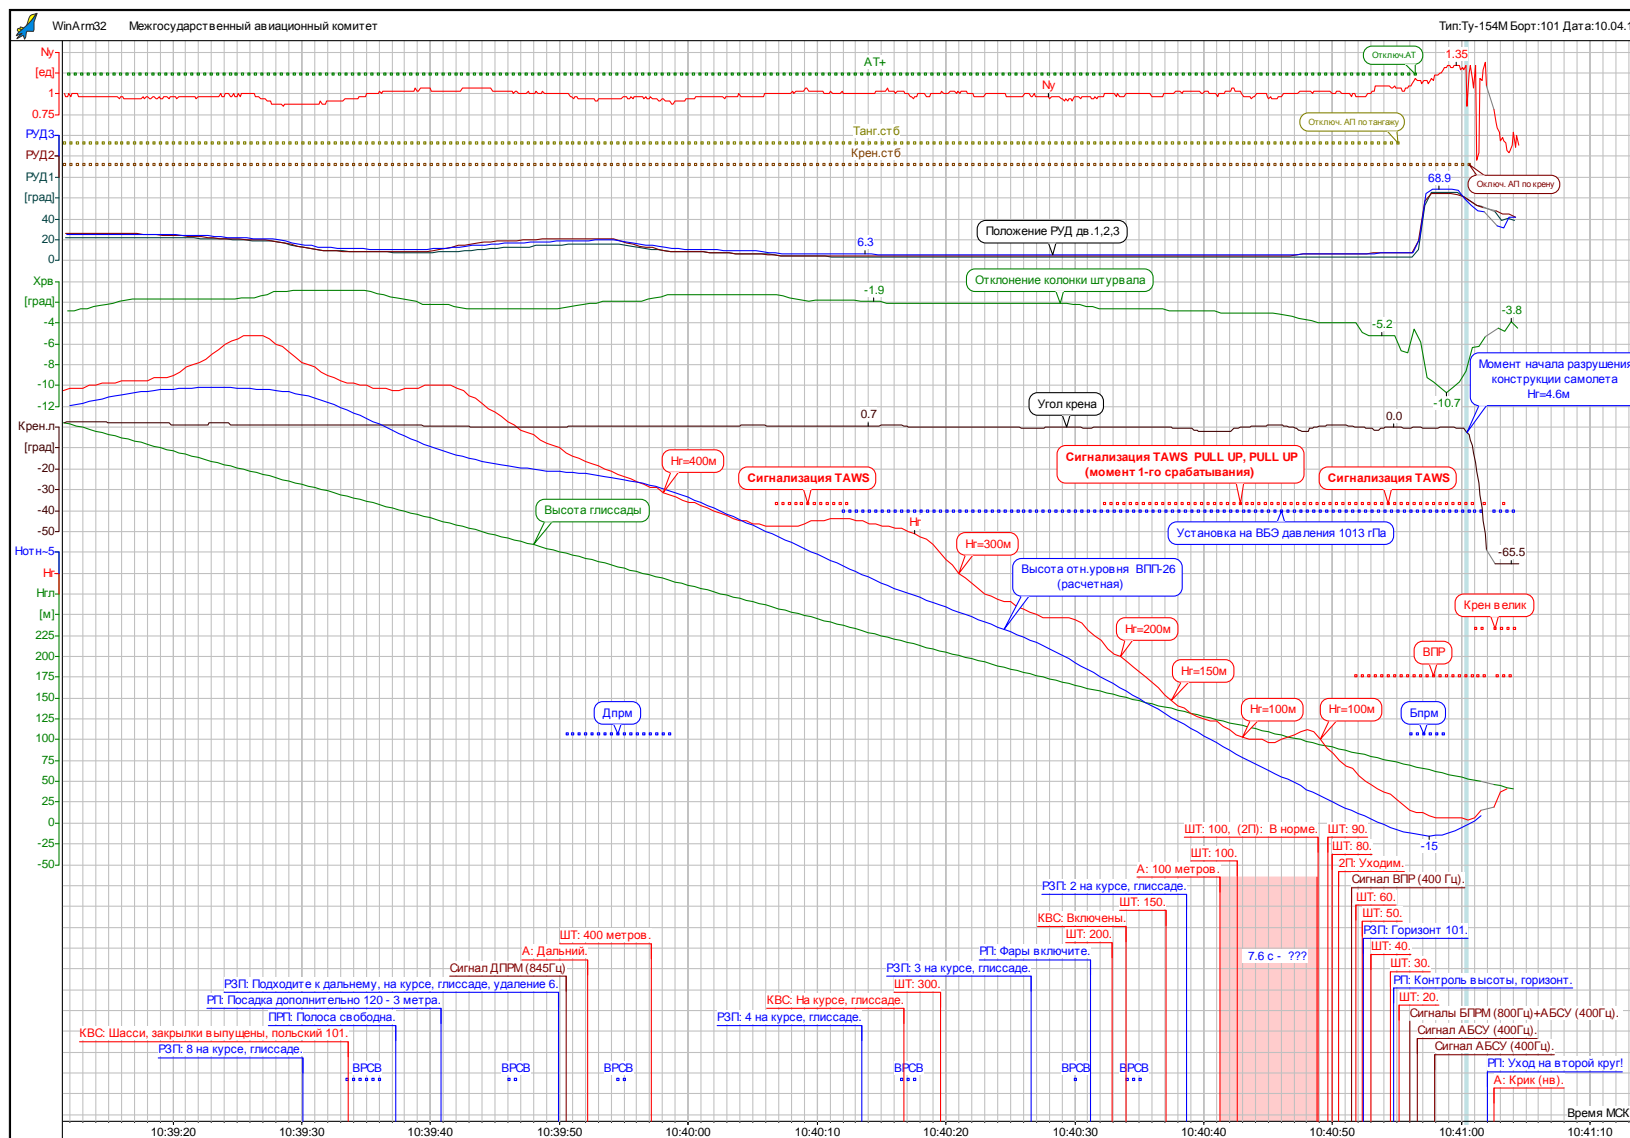 WinArm32 Межгосударственный авиационный комитет
Тип:Ту-154М Борт:101 Дата:10.04.1
Ny
[ед]
1
0.75
РУД3
РУД2
РУД1
[град]
40
20
0
Хрв
[град]
-4
-6
-8
-10
-12
Крен.л
[град]
-20
-30
-40
-50
Нотн~5
Нг
Нгл
[м]
225
200
175
150
125
100
75
50
25
0
-25
-50
АТ+
Отключ.АТ
1.35
Ny
Танг.стб
Отключ. АП по тангажу
Крен.стб
Оключ. АП по крену
68.9
Положение РУД дв.1,2,3
6.3
Отклонение колонки штурвала
-1.9
-5.2
-3.8
-10.7
Момент начала разрушения
конструкции самолета
Нг=4.6м
Угол крена
0.7
0.0
Нг=400м
Сигнализация TAWS
Сигнализация TAWS PULL UP, PULL UP
(момент 1-го срабатывания)
Сигнализация TAWS
Высота глиссады
Нг
Установка на ВБЭ давления 1013 гПа
-65.5
Нг=300м
Высота отн.уровня ВПП-26
(расчетная)
Крен велик
Нг=200м
ВПР
Нг=150м
Дпрм
Нг=100м
Нг=100м
Бпрм
-15
ШТ: 100, (2П): В норме.
ШТ: 90.
ШТ: 100.
ШТ: 80.
А: 100 метров.
2П: Уходим.
РЗП: 2 на курсе, глиссаде.
Сигнал ВПР (400 Гц).
ШТ: 150.
ШТ: 60.
КВС: Включены.
ШТ: 50.
ШТ: 400 метров.
ШТ: 200.
РЗП: Горизонт 101.
А: Дальний.
РП: Фары включите.
7.6 с - ???
ШТ: 40.
Сигнал ДПРМ (845Гц)
РЗП: 3 на курсе, глиссаде.
ШТ: 30.
РЗП: Подходите к дальнему, на курсе, глиссаде, удаление 6.
ШТ: 300.
РП: Контроль высоты, горизонт.
РП: Посадка дополнительно 120 - 3 метра.
КВС: На курсе, глиссаде.
ШТ: 20.
ПРП: Полоса свободна.
РЗП: 4 на курсе, глиссаде.
Сигналы БПРМ (800Гц)+АБСУ (400Гц).
КВС: Шасси, закрылки выпущены, польский 101.
Сигнал АБСУ (400Гц).
РЗП: 8 на курсе, глиссаде.
Сигнал АБСУ (400Гц).
ВРСВ
ВРСВ
ВРСВ
ВРСВ
ВРСВ
ВРСВ
РП: Уход на второй круг!
А: Крик (нв).
Время МСК
10:39:20 10:39:30 10:39:40 10:39:50 10:40:00 10:40:10 10:40:20 10:40:30 10:40:40 10:40:50 10:41:00 10:41:10